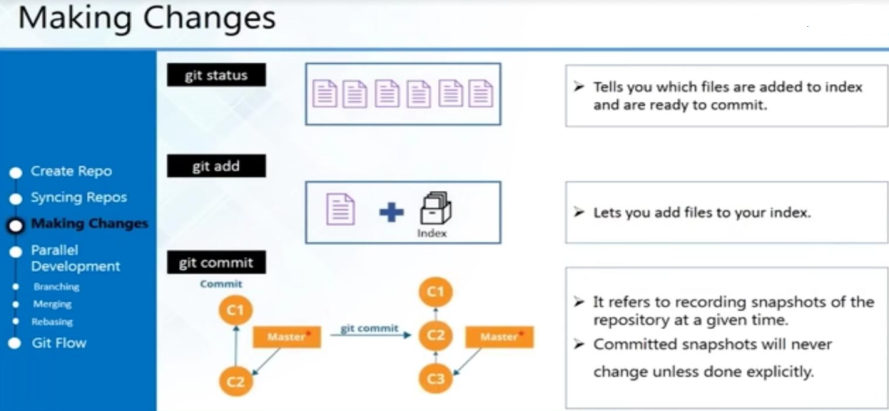 Making Changes
Create Repo
Syncing Repos
Making Changes
Parallel
Development
Branching
Merging
Rebasing
Git Flow
git status
➤ Tells you which files are added to index
and are ready to commit.
git add
Index
➤ Lets you add files to your index.
git commit
Commit
C1
Master*
C2
git commit
C1
C2
Master*
C3
➤ It refers to recording snapshots of the
repository at a given time.
➤ Committed snapshots will never
change unless done explicitly.